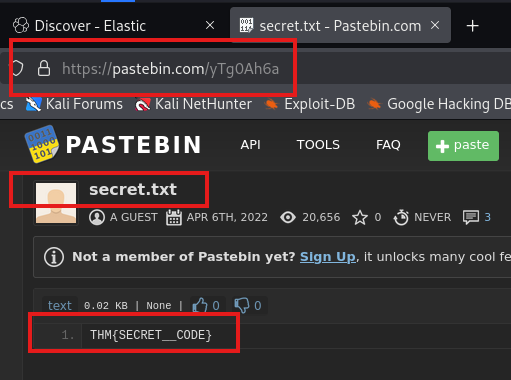 Discover - Elastic
secret.txt - Pastebin.com
https://pastebin.com/yTg0Ah6a
cs Kali Forums Kali NetHunter Exploit-DB Google Hacking DB
PASTEBIN API TOOLS FAQ + paste
secret.txt
A GUEST APR 6TH, 2022 20,656 0 NEVER 3
Not a member of Pastebin yet? Sign Up, it unlocks many cool fe
text 0.02 KB | None | 0 0
1. THM{SECRET__CODE}